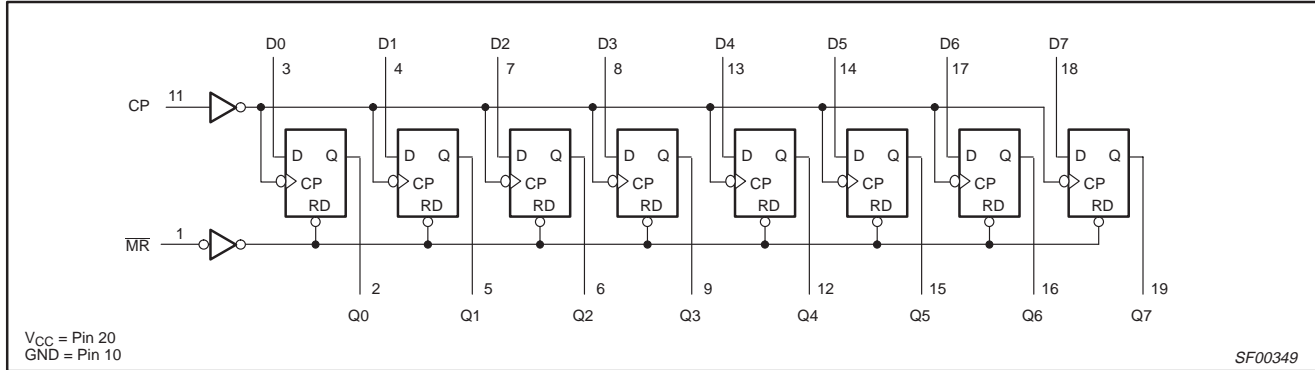 D0 D1 D2 D3 D4 D5 D6 D7
3 4 7 8 13 14 17 18
CP 11
D Q D Q D Q D Q D Q D Q D Q D Q
CP CP CP CP CP CP CP CP
RD RD RD RD RD RD RD RD
MR 1
2 5 6 9 12 15 16 19
Q0 Q1 Q2 Q3 Q4 Q5 Q6 Q7
VCC = Pin 20
GND = Pin 10
SF00349